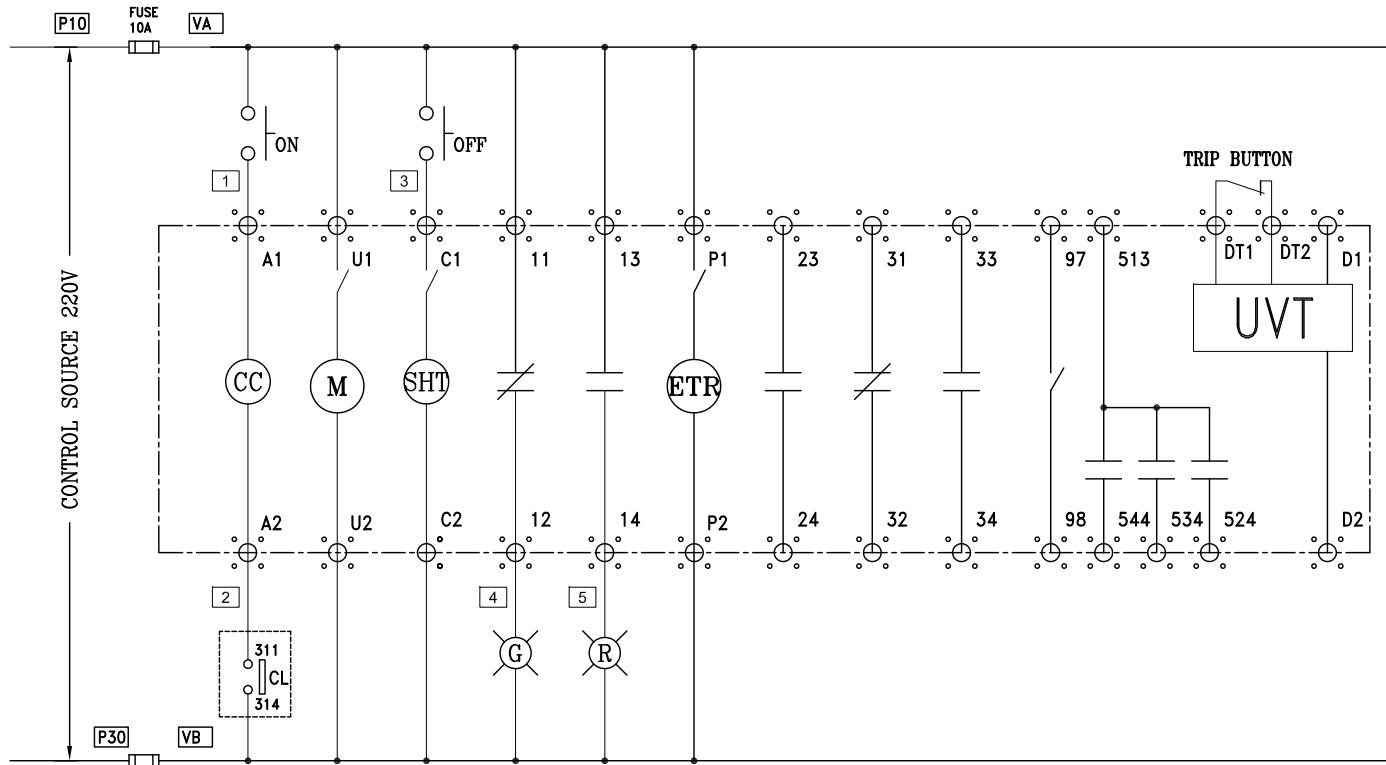 P10
FUSE
10A
VA
ON
OFF
TRIP BUTTON
1
3
A1
U1
C1
11
13
P1
23
31
33
97
513
DT1
DT2
D1
CONTROL SOURCE 220V
UVT
CC
M
SHT
ETR
A2
U2
C2
12
14
P2
24
32
34
98
544
534
524
D2
2
4
5
311
CL
314
G
R
P30
VB